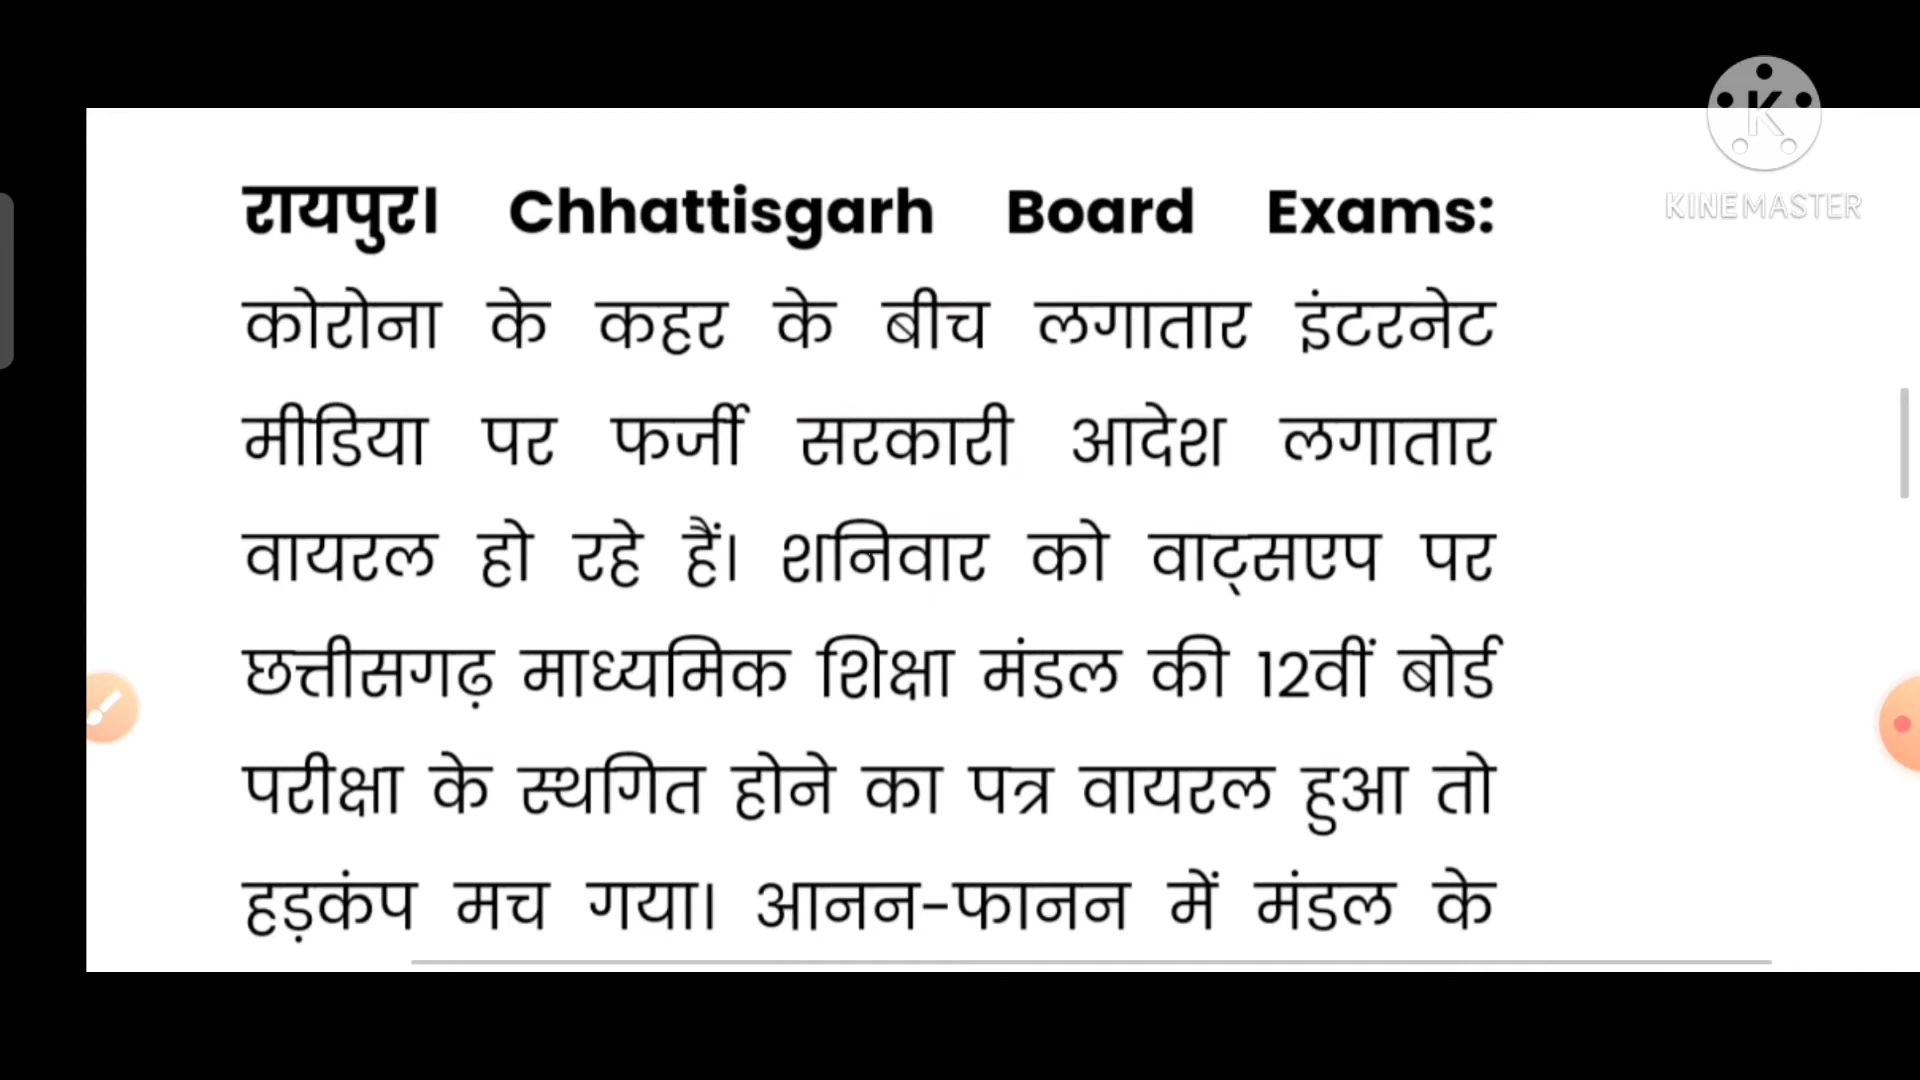 रायपुर। Chhattisgarh Board Exams:
कोरोना के कहर के बीच लगातार इंटरनेट
मीडिया पर फर्जी सरकारी आदेश लगातार
वायरल हो रहे हैं। शनिवार को वाट्सएप पर
छत्तीसगढ़ माध्यमिक शिक्षा मंडल की 12वीं बोर्ड
परीक्षा के स्थगित होने का पत्र वायरल हुआ तो
हड़कंप मच गया। आनन-फानन में मंडल के
K
KINEMASTER